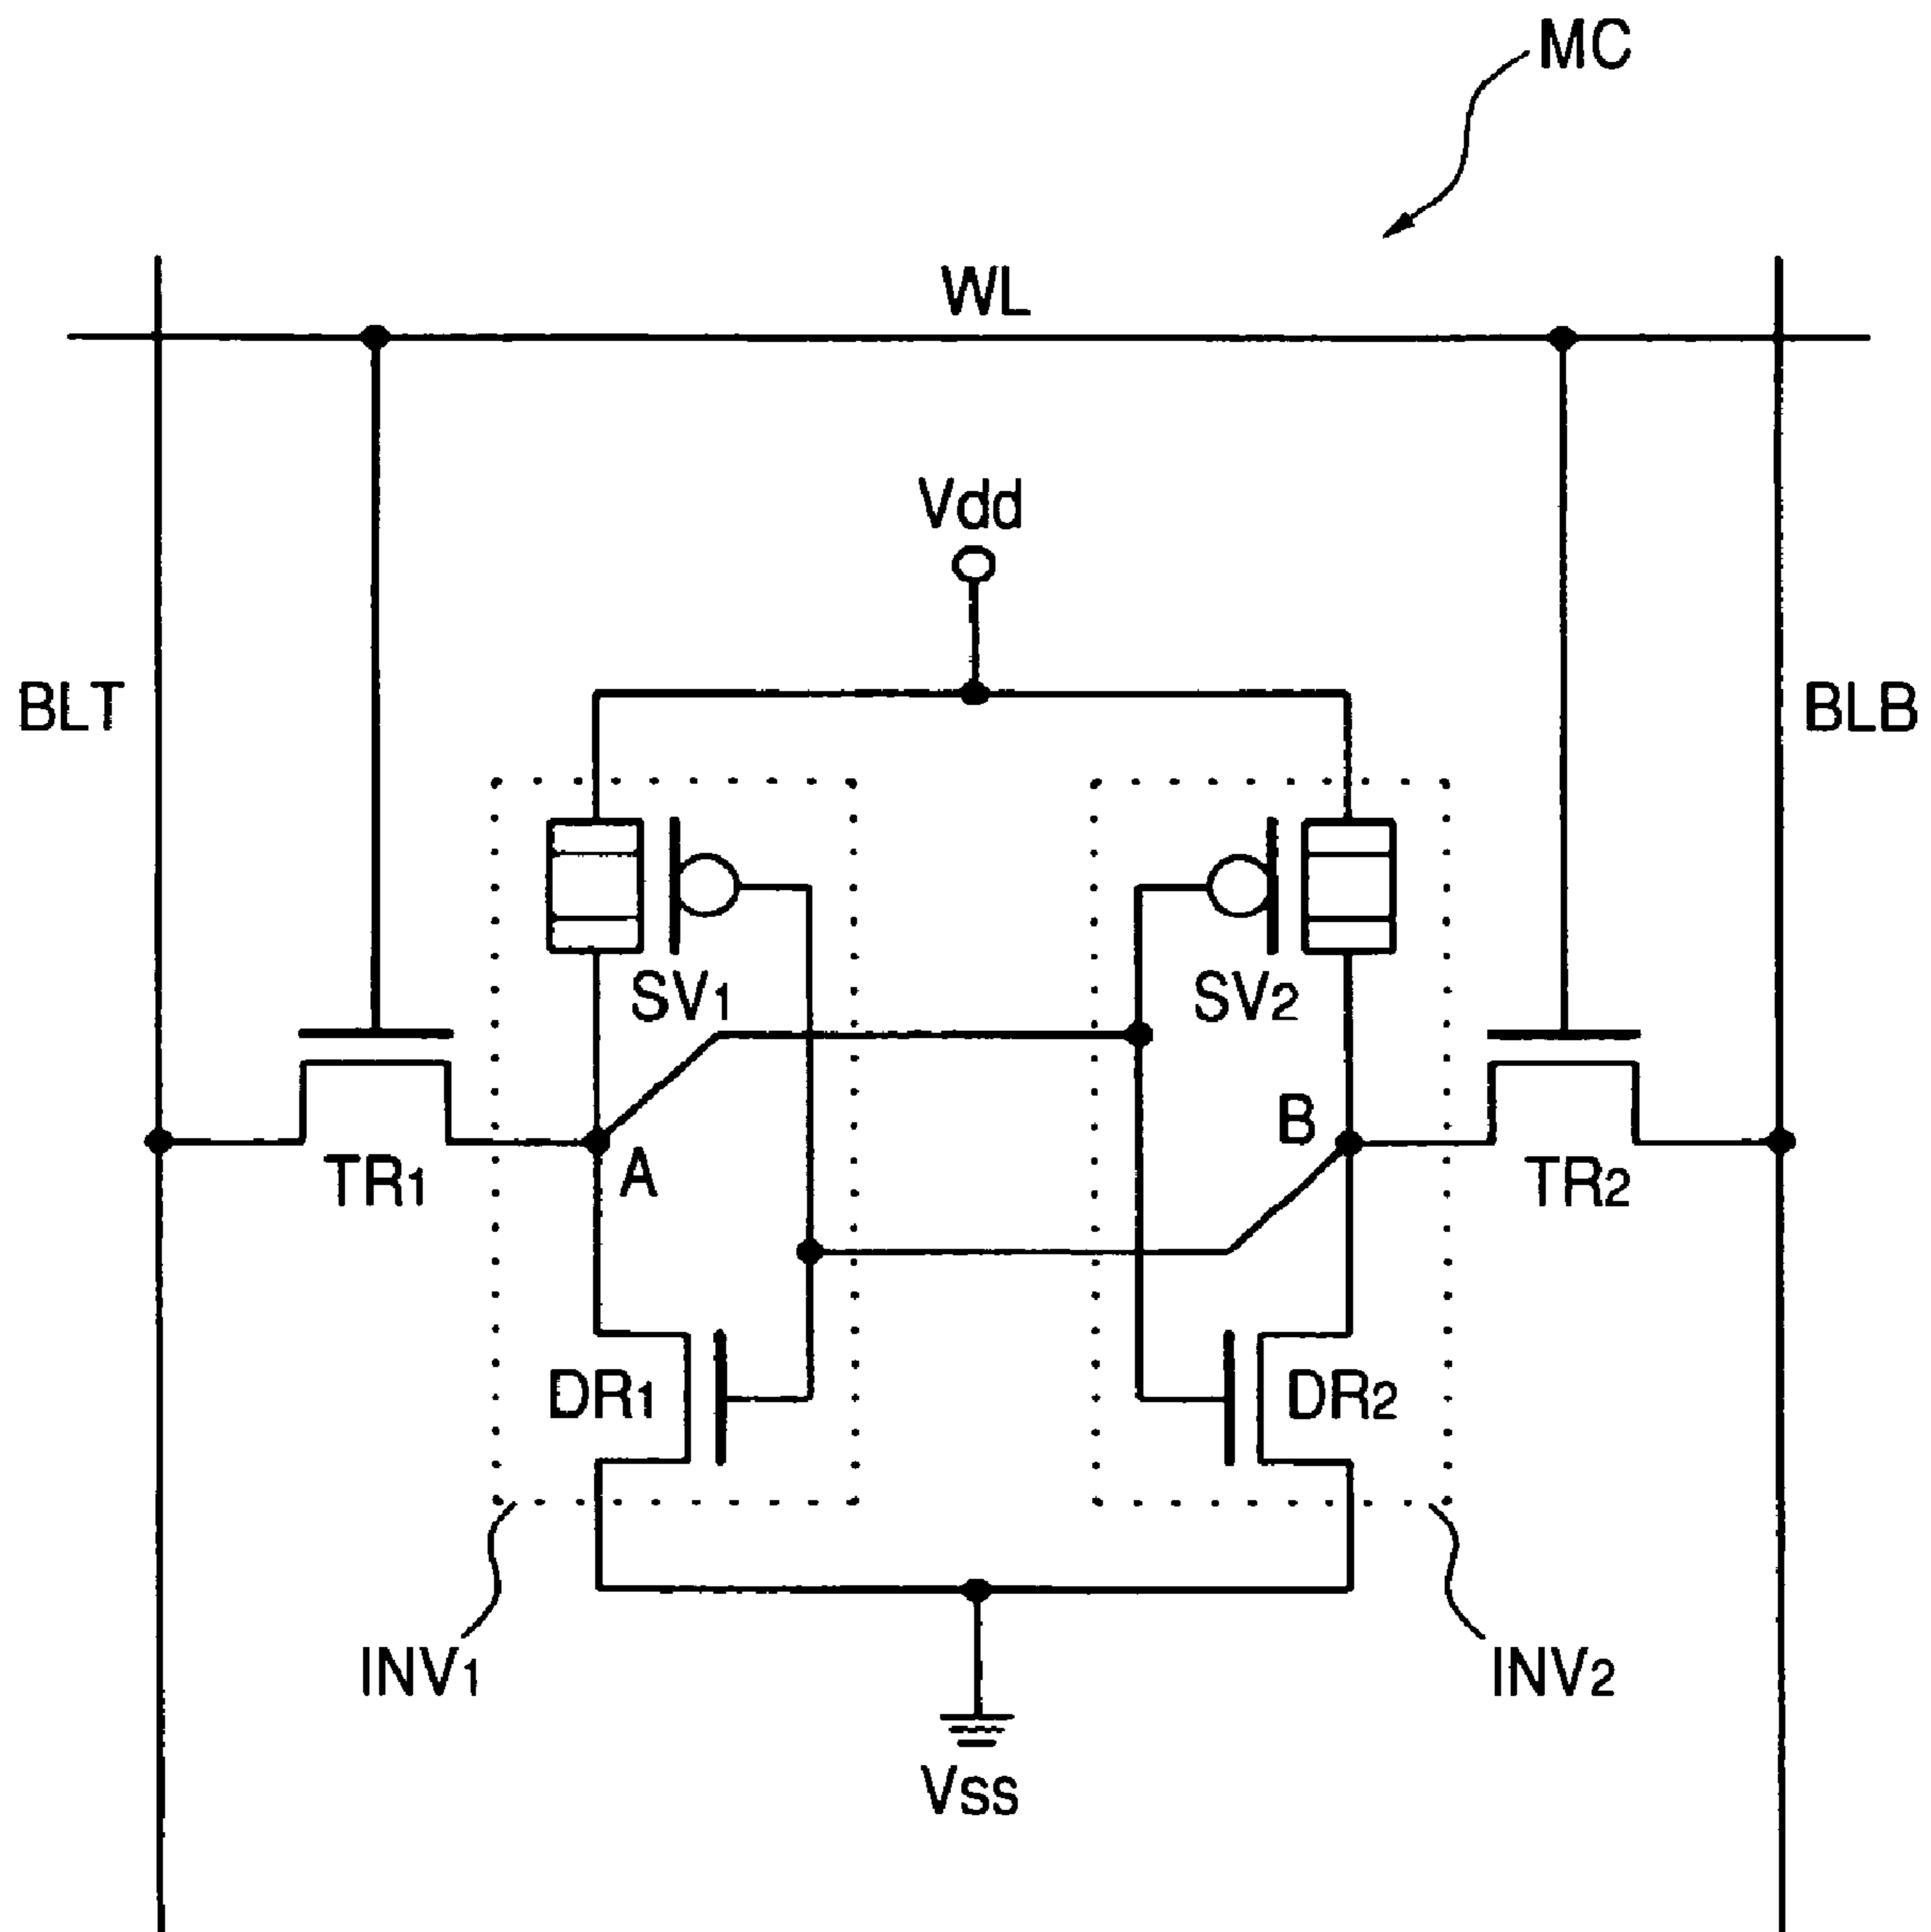 MC
WL
Vdd
BLT
BLB
SV1
SV2
B
A
TR1
TR2
DR1
DR2
INV1
INV2
Vss